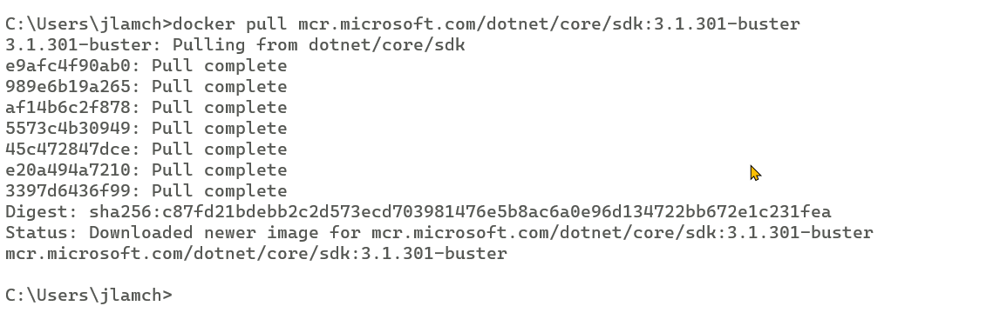 C:\Users\jlamch>docker pull mcr.microsoft.com/dotnet/core/sdk:3.1.301-buster
3.1.301-buster: Pulling from dotnet/core/sdk
e9afc4f90ab0: Pull complete
989e6b19a265: Pull complete
af14b6c2f878: Pull complete
5573c4b30949: Pull complete
45c472847dce: Pull complete
e20a494a7210: Pull complete
3397d6436f99: Pull complete
Digest: sha256:c87fd21bdebb2c2d573ecd703981476e5b8ac6a0e96d134722bb672e1c231fea
Status: Downloaded newer image for mcr.microsoft.com/dotnet/core/sdk:3.1.301-buster
mcr.microsoft.com/dotnet/core/sdk:3.1.301-buster
C:\Users\jlamch>